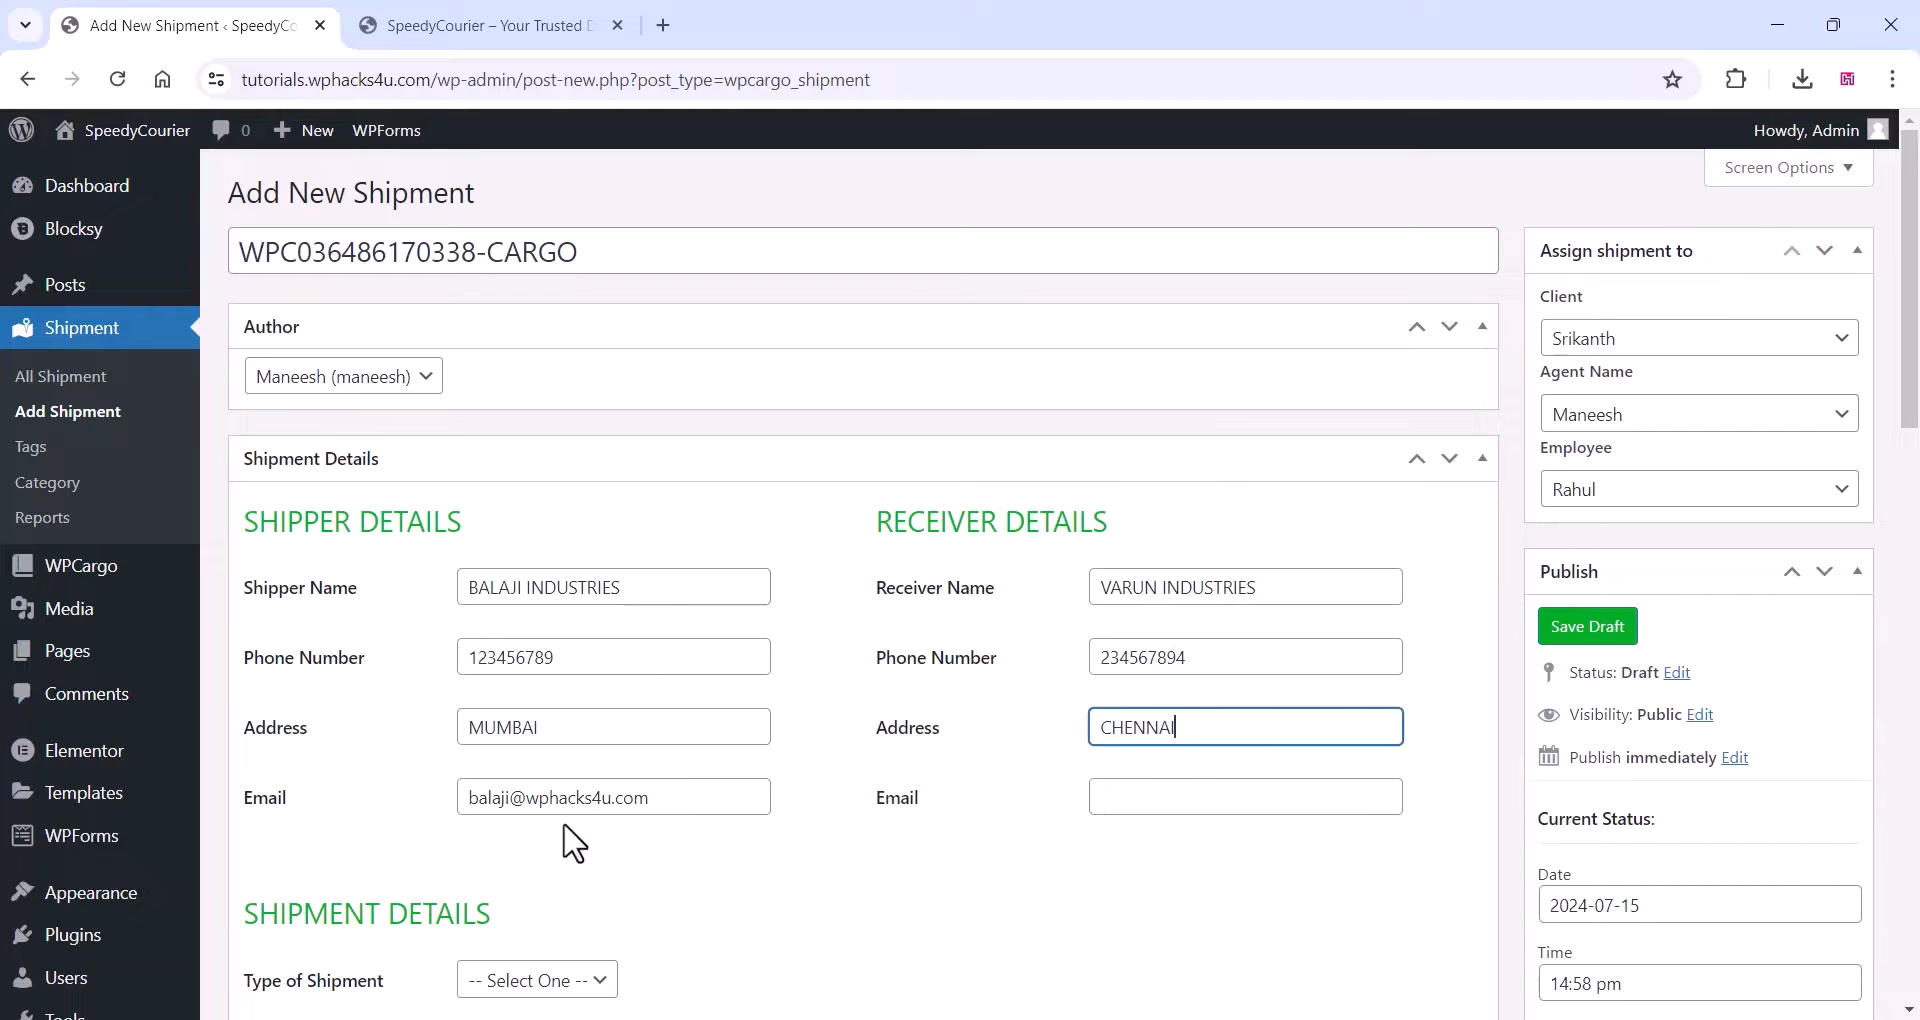 Add New Shipment ‹ SpeedyCo
SpeedyCourier – Your Trusted D
tutorials.wphacks4u.com/wp-admin/post-new.php?post_type=wpcargo_shipment
SpeedyCourier 0 New WPForms Howdy, Admin
Screen Options
Dashboard
Blocksy
Posts
Shipment
All Shipment
Add Shipment
Tags
Category
Reports
WPCargo
Media
Pages
Comments
Elementor
Templates
WPForms
Appearance
Plugins
Users
Tools
Add New Shipment
WPC036486170338-CARGO
Author
Maneesh (maneesh)
Shipment Details
SHIPPER DETAILS
Shipper Name BALAJI INDUSTRIES
Phone Number 123456789
Address MUMBAI
Email balaji@wphacks4u.com
RECEIVER DETAILS
Receiver Name VARUN INDUSTRIES
Phone Number 234567894
Address CHENNAI
Email
SHIPMENT DETAILS
Type of Shipment -- Select One --
Assign shipment to
Client
Srikanth
Agent Name
Maneesh
Employee
Rahul
Publish
Save Draft
Status: Draft Edit
Visibility: Public Edit
Publish immediately Edit
Current Status:
Date
2024-07-15
Time
14:58 pm